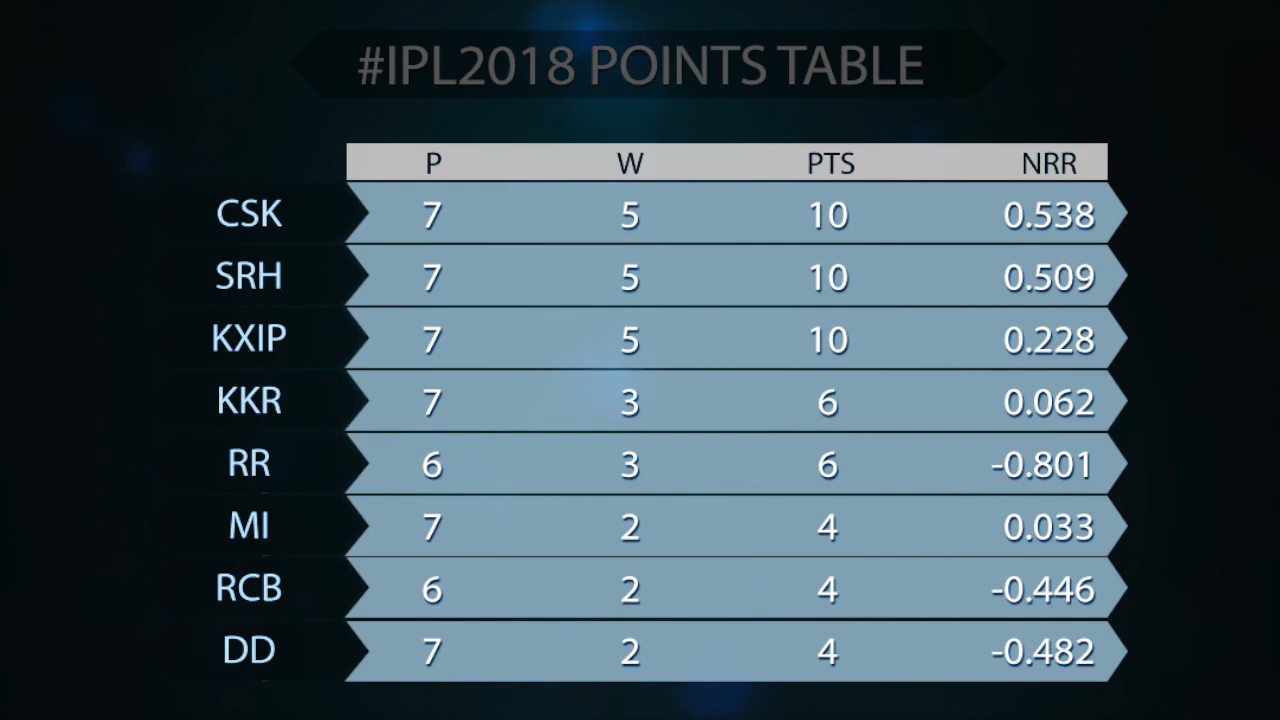 #IPL2018 POINTS TABLE
P W PTS NRR
CSK 7 5 10 0.538
SRH 7 5 10 0.509
KXIP 7 5 10 0.228
KKR 7 3 6 0.062
RR 6 3 6 -0.801
MI 7 2 4 0.033
RCB 6 2 4 -0.446
DD 7 2 4 -0.482